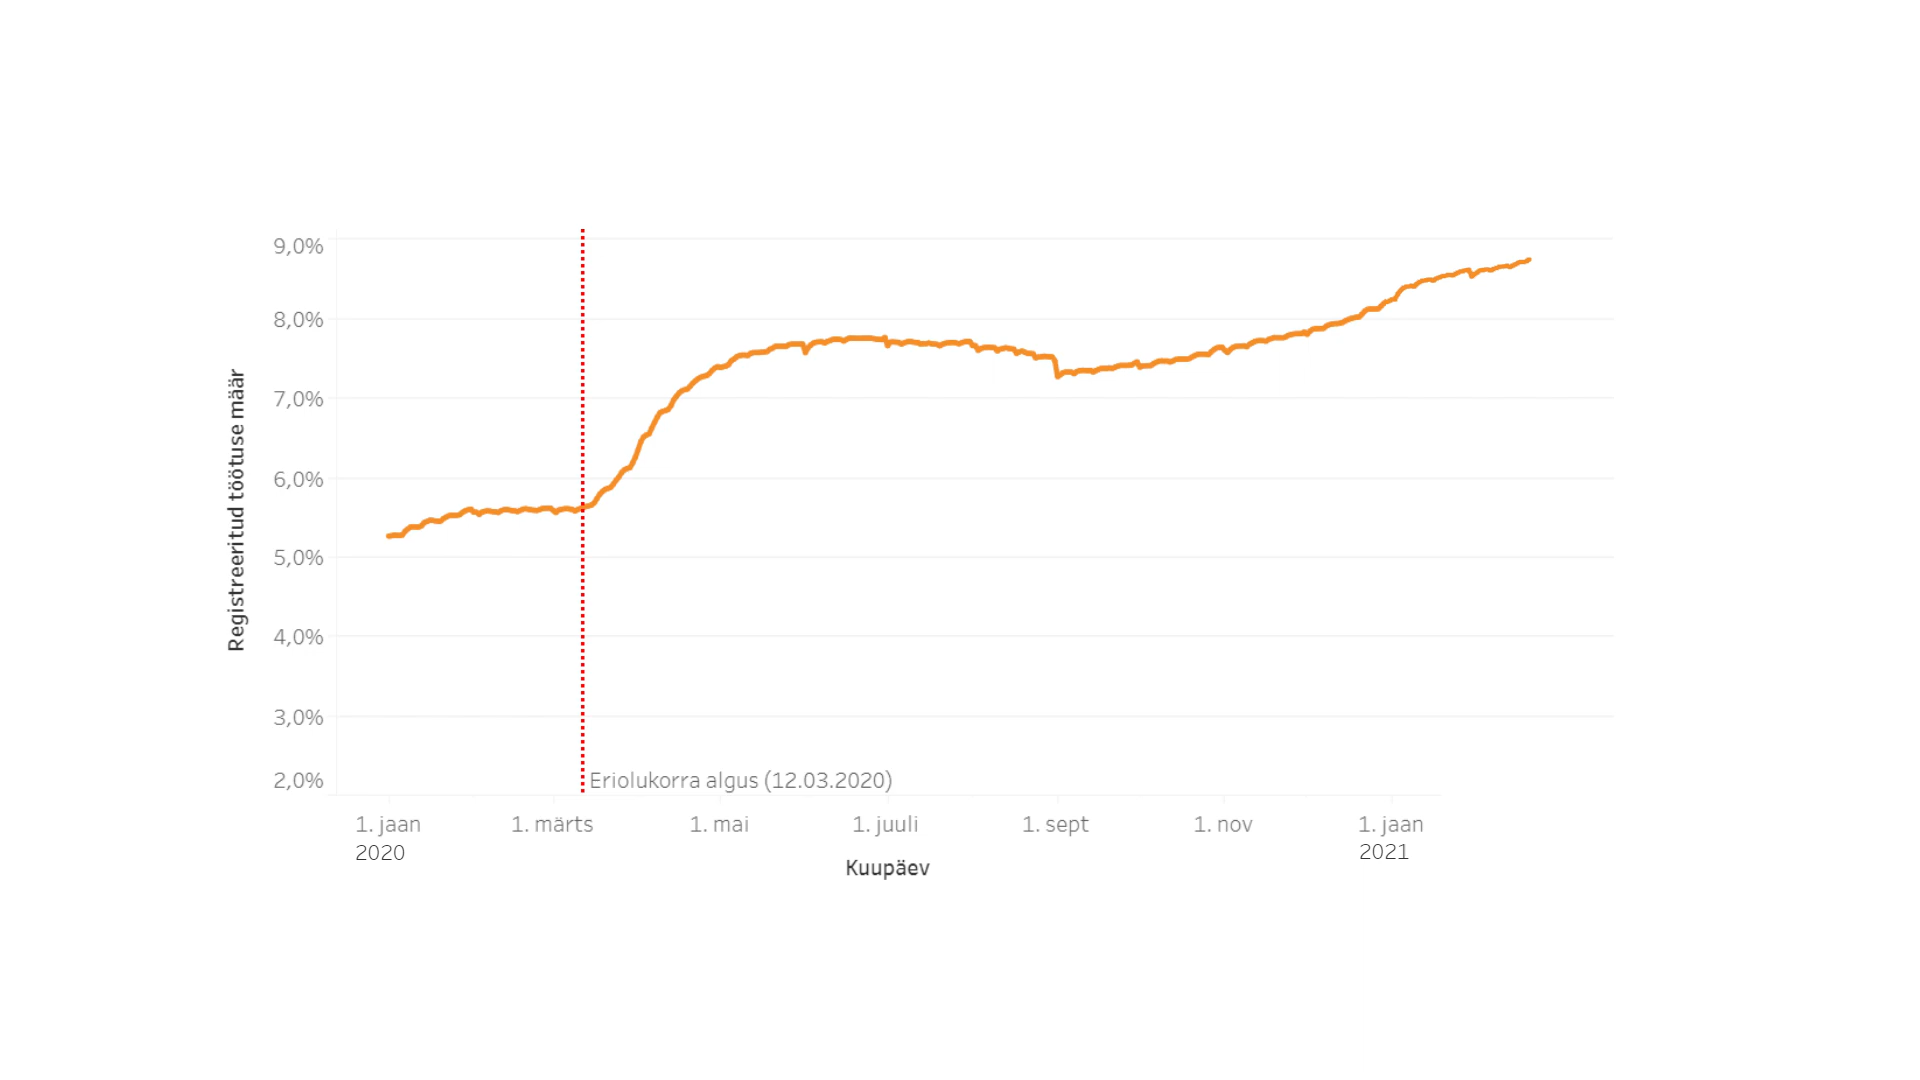 9,0%
8,0%
7,0%
6,0%
5,0%
4,0%
3,0%
2,0%
Registreeritud töötuse määr
Eriolukorra algus (12.03.2020)
1. jaan 1. märts 1. mai 1. juuli 1. sept 1. nov 1. jaan
2020 2021
Kuupäev